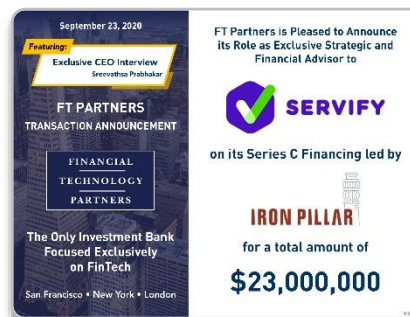 September 23, 2020
Featuring:
Exclusive CEO Interview
Sreevathsa Prabhakar
FT PARTNERS
TRANSACTION ANNOUNCEMENT
FINANCIAL
TECHNOLOGY
PARTNERS
The Only Investment Bank
Focused Exclusively
on FinTech
San Francisco • New York • London
FT Partners is Pleased to Announce
its Role as Exclusive Strategic and
Financial Advisor to
SERVIFY
on its Series C Financing led by
IRON PILLAR
for a total amount of
$23,000,000